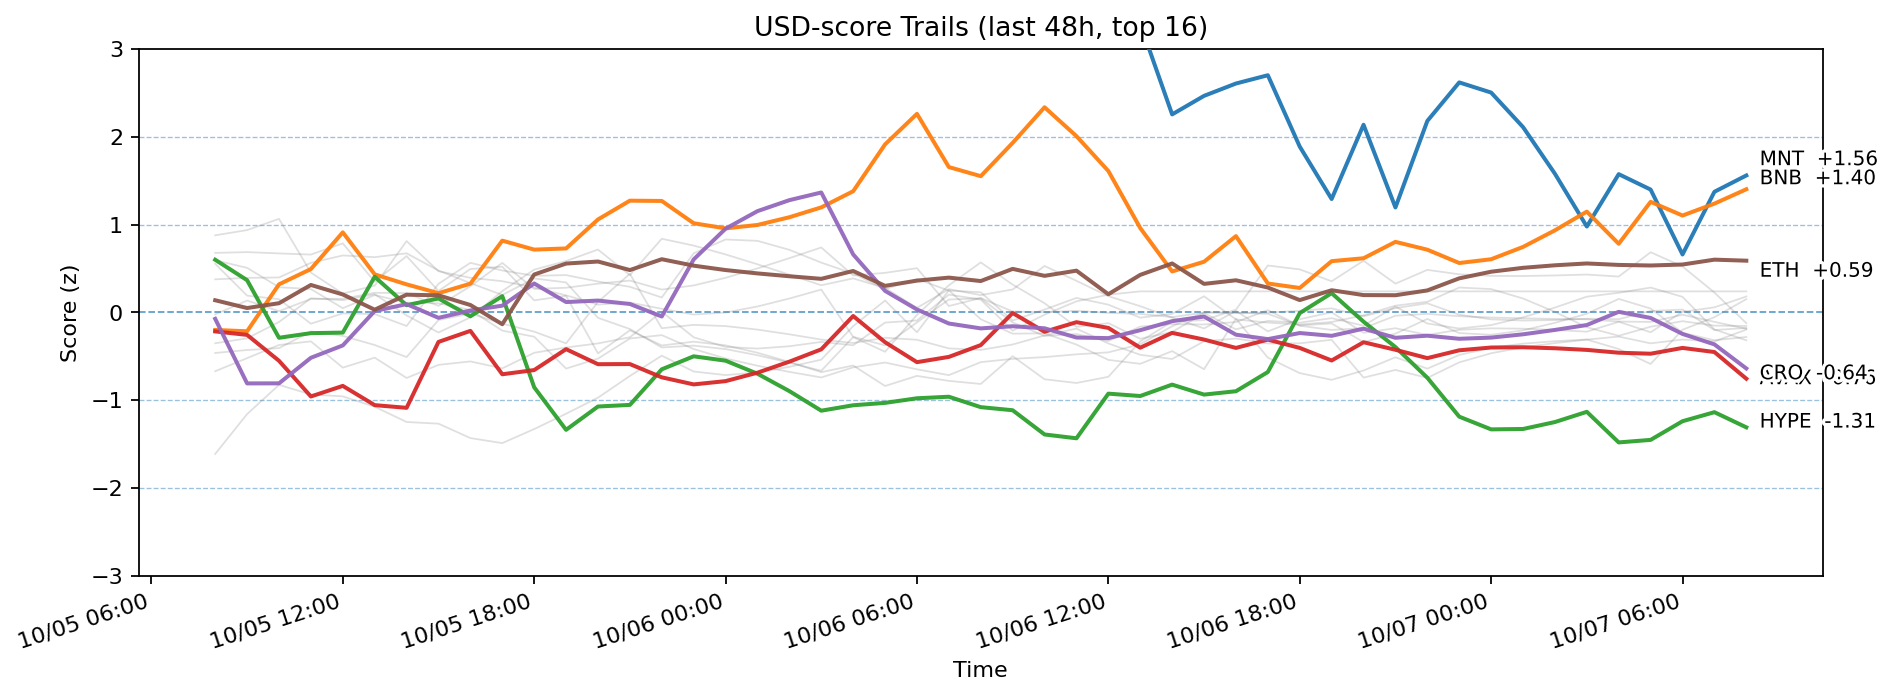 USD-score Trails (last 48h, top 16)
Score (z)
3
2
1
0
−1
−2
−3
MNT +1.56
BNB +1.40
ETH +0.59
CRO -0.64
HYPE -1.31
10/05 06:00
10/05 12:00
10/05 18:00
10/06 00:00
10/06 06:00
10/06 12:00
10/06 18:00
10/07 00:00
10/07 06:00
Time